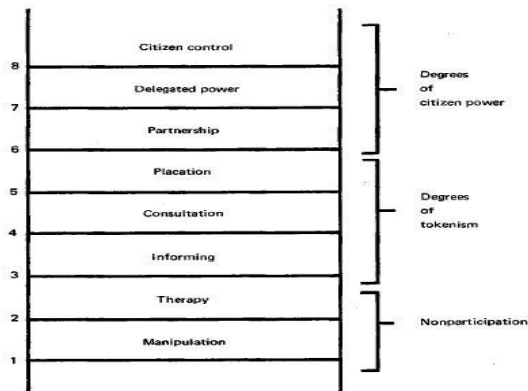 Citizen control
8
Delegated power
7
Partnership
6
Placation
5
Consultation
4
Informing
3
Therapy
2
Manipulation
1
Degrees
of
citizen power
Degrees
of
tokenism
Nonparticipation